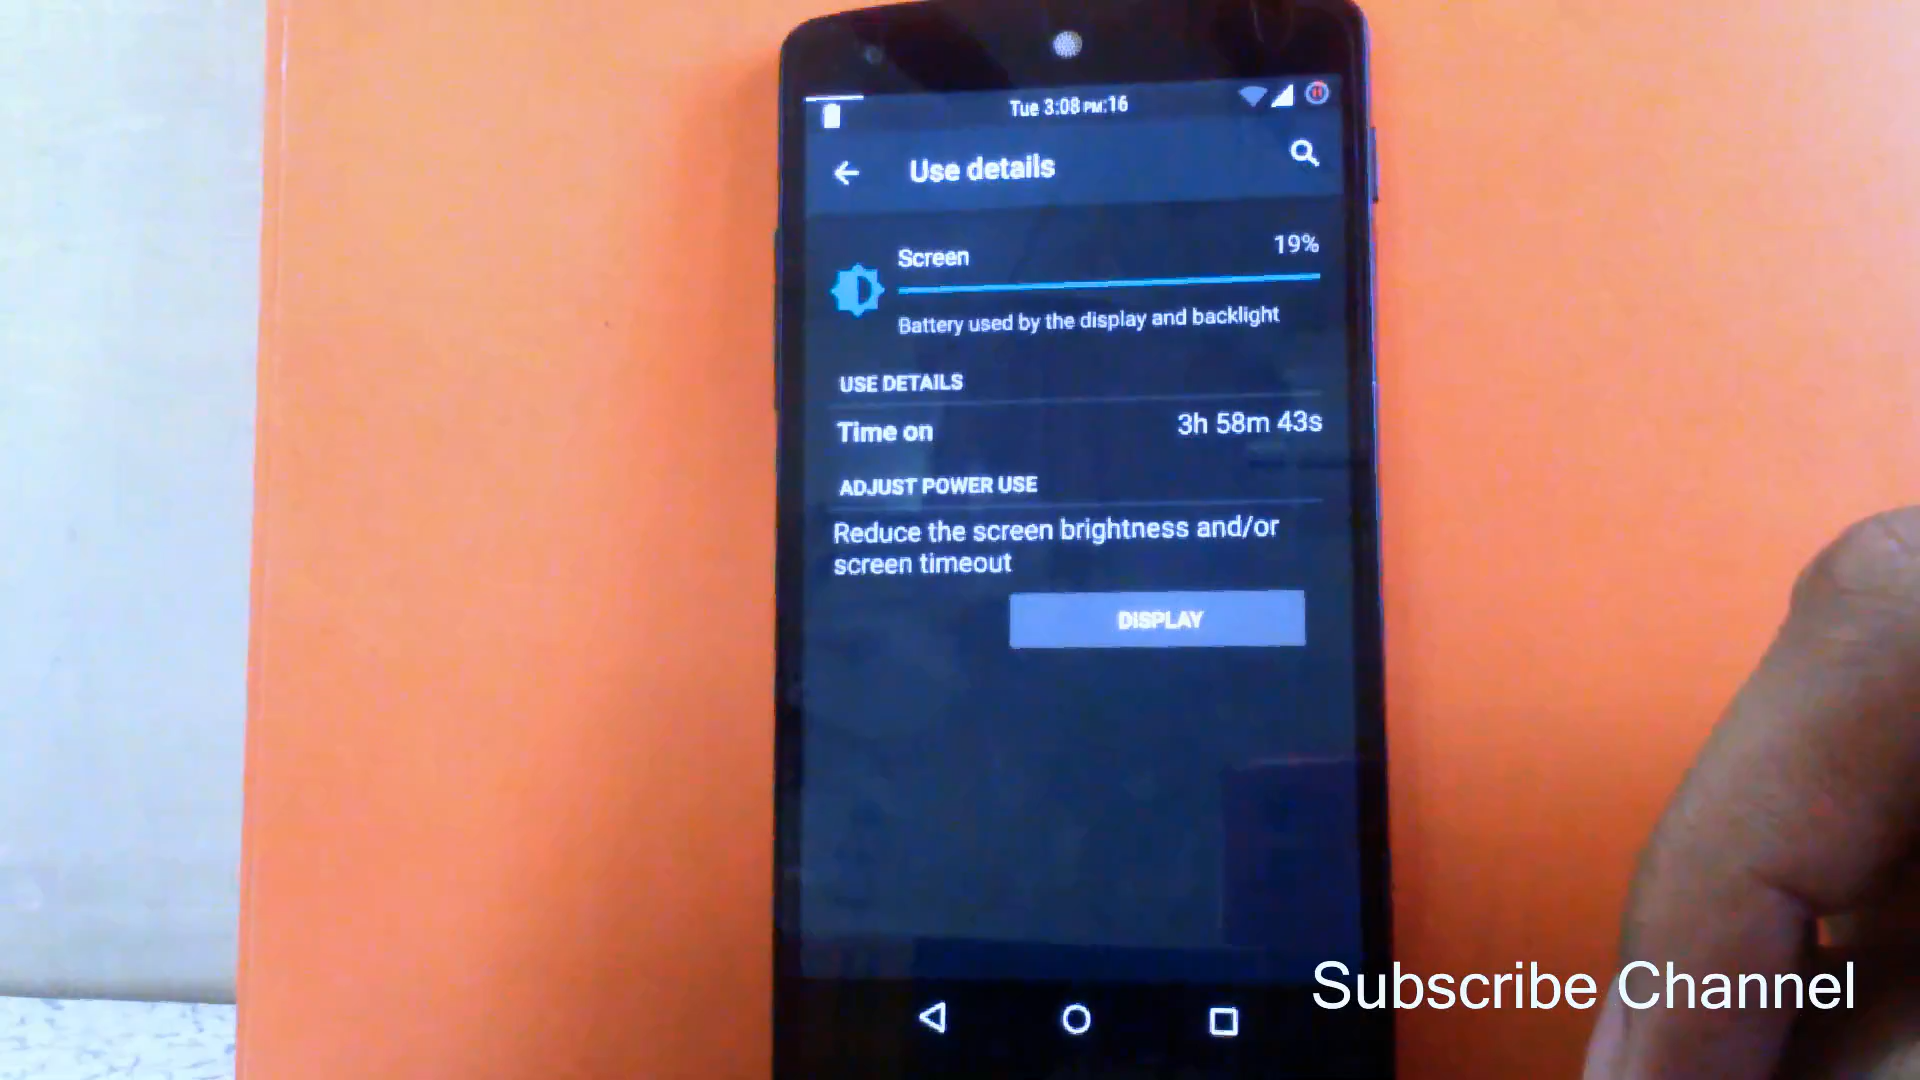 Tue 3:08 PM:16
Use details
Screen
19%
Battery used by the display and backlight
USE DETAILS
Time on
3h 58m 43s
ADJUST POWER USE
Reduce the screen brightness and/or
screen timeout
DISPLAY
Subscribe Channel